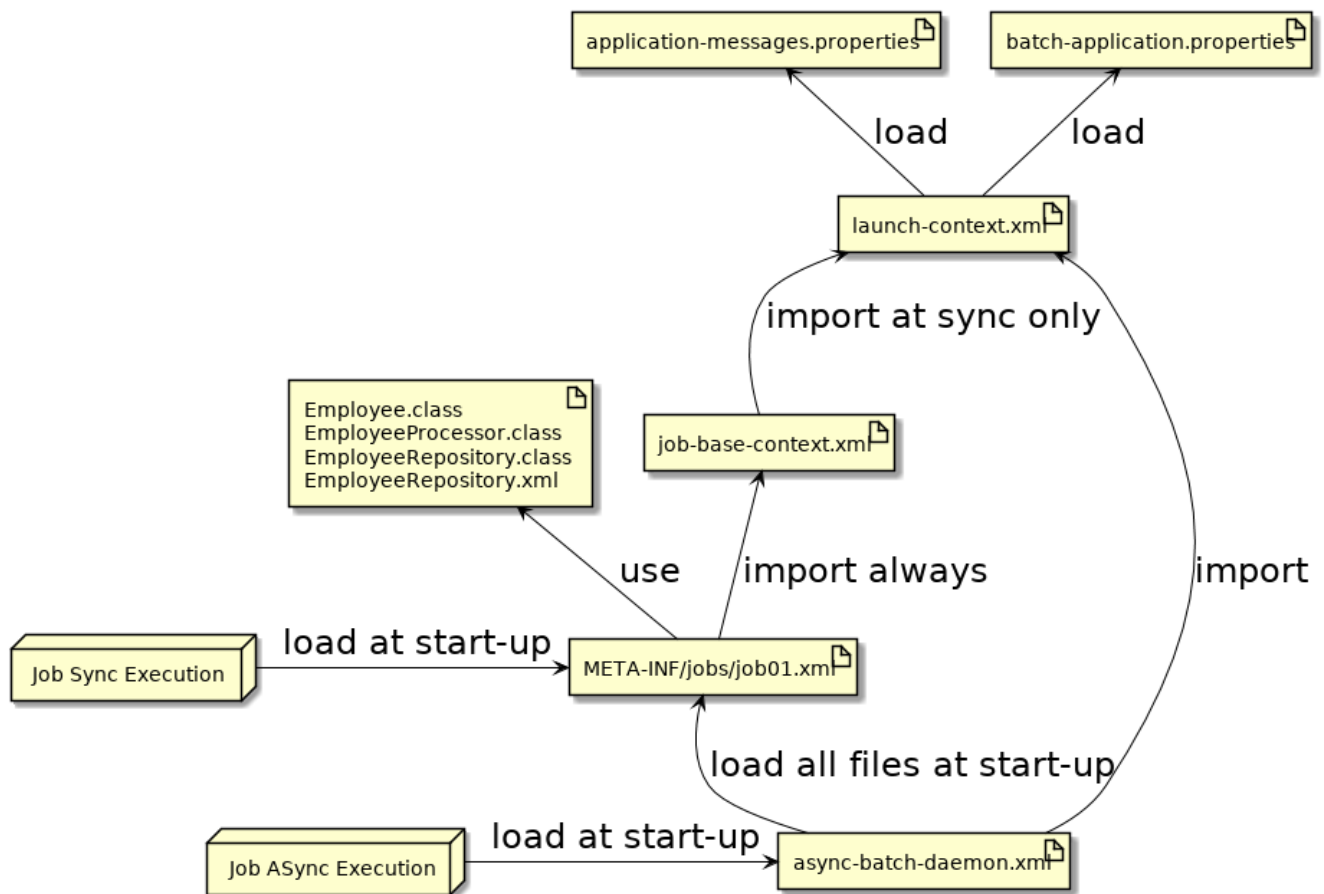 application-messages.properties
batch-application.properties
load
load
launch-context.xml
import at sync only
Employee.class
EmployeeProcessor.class
EmployeeRepository.class
EmployeeRepository.xml
job-base-context.xml
use
import always
import
load at start-up
Job Sync Execution
META-INF/jobs/job01.xml
load all files at start-up
load at start-up
Job ASync Execution
async-batch-daemon.xml